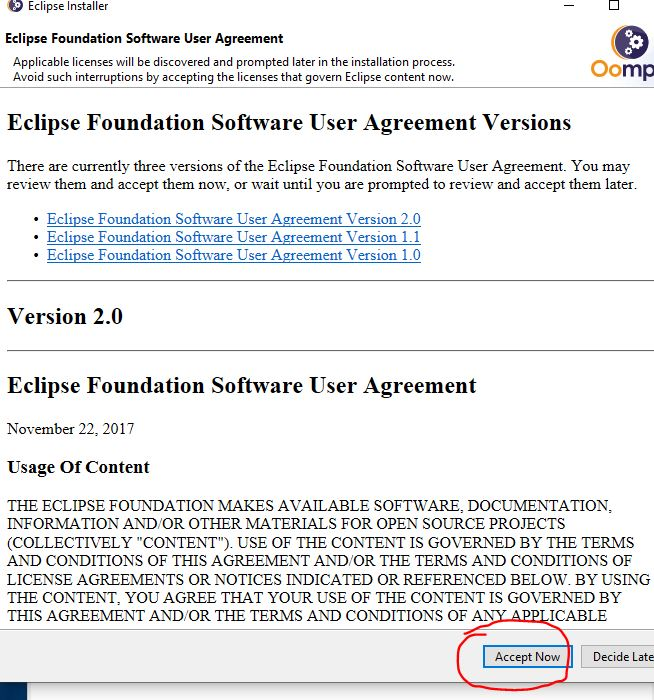 Eclipse Installer
Eclipse Foundation Software User Agreement
Applicable licenses will be discovered and prompted later in the installation process.
Avoid such interruptions by accepting the licenses that govern Eclipse content now.
Oomp
Eclipse Foundation Software User Agreement Versions
There are currently three versions of the Eclipse Foundation Software User Agreement. You may
review them and accept them now, or wait until you are prompted to review and accept them later.
• Eclipse Foundation Software User Agreement Version 2.0
• Eclipse Foundation Software User Agreement Version 1.1
• Eclipse Foundation Software User Agreement Version 1.0
Version 2.0
Eclipse Foundation Software User Agreement
November 22, 2017
Usage Of Content
THE ECLIPSE FOUNDATION MAKES AVAILABLE SOFTWARE, DOCUMENTATION,
INFORMATION AND/OR OTHER MATERIALS FOR OPEN SOURCE PROJECTS
(COLLECTIVELY "CONTENT"). USE OF THE CONTENT IS GOVERNED BY THE TERMS
AND CONDITIONS OF THIS AGREEMENT AND/OR THE TERMS AND CONDITIONS OF
LICENSE AGREEMENTS OR NOTICES INDICATED OR REFERENCED BELOW. BY USING
THE CONTENT, YOU AGREE THAT YOUR USE OF THE CONTENT IS GOVERNED BY
THIS AGREEMENT AND/OR THE TERMS AND CONDITIONS OF ANY APPLICABLE
Accept Now
Decide Late